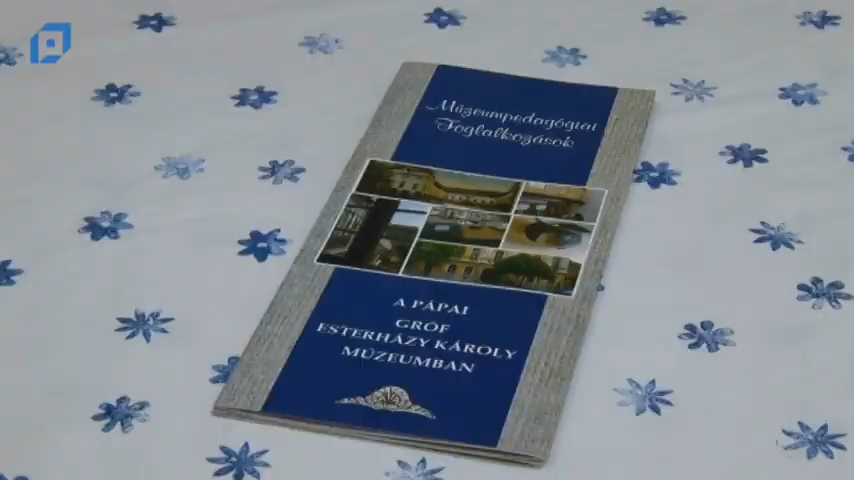 Múzeumpedagógiai
Foglalkozások
A PÁPAI
GRÓF
ESTERHÁZY KÁROLY
MÚZEUMBAN